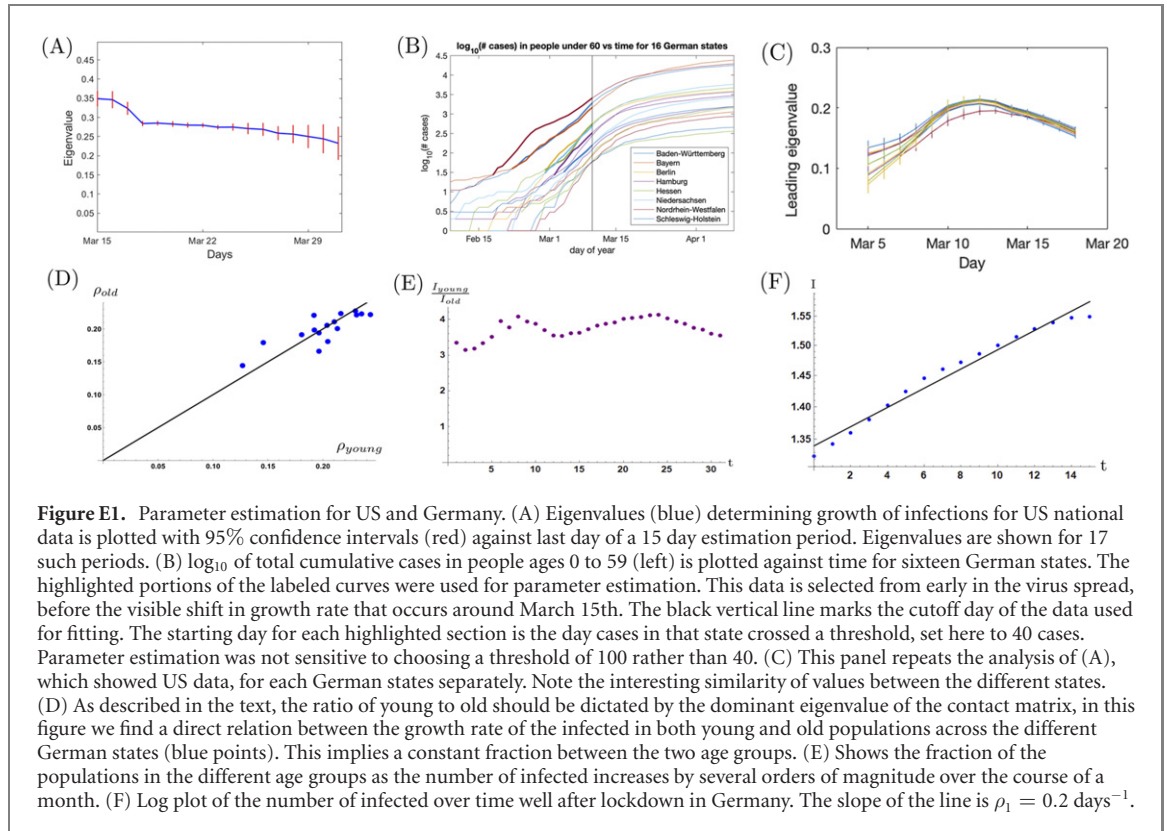 (A)
0.45
0.4
0.35
0.3
0.25
0.2
0.15
0.1
0.05
Eigenvalue
Mar 15
Mar 22
Mar 29
Days
(B)
log10(# cases) in people under 60 vs time for 16 German states
4.5
4
3.5
3
2.5
2
1.5
1
0.5
0
log10(# cases)
Baden-Württemberg
Bayern
Berlin
Hamburg
Hessen
Niedersachsen
Nordrhein-Westfalen
Schleswig-Holstein
Feb 15
Mar 1
Mar 15
Apr 1
day of year
(C)
0.3
0.2
0.1
0
Leading eigenvalue
Mar 5
Mar 10
Mar 15
Mar 20
Day
(D)
ρold
0.20
0.15
0.10
0.05
0.05
0.10
0.15
0.20
ρyoung
(E)
Iyoung
Iold
4
3
2
1
5
10
15
20
25
30
t
(F)
I
1.55
1.50
1.45
1.40
1.35
2
4
6
8
10
12
14
t
Figure E1. Parameter estimation for US and Germany. (A) Eigenvalues (blue) determining growth of infections for US national
data is plotted with 95% confidence intervals (red) against last day of a 15 day estimation period. Eigenvalues are shown for 17
such periods. (B) log10 of total cumulative cases in people ages 0 to 59 (left) is plotted against time for sixteen German states. The
highlighted portions of the labeled curves were used for parameter estimation. This data is selected from early in the virus spread,
before the visible shift in growth rate that occurs around March 15th. The black vertical line marks the cutoff day of the data used
for fitting. The starting day for each highlighted section is the day cases in that state crossed a threshold, set here to 40 cases.
Parameter estimation was not sensitive to choosing a threshold of 100 rather than 40. (C) This panel repeats the analysis of (A),
which showed US data, for each German states separately. Note the interesting similarity of values between the different states.
(D) As described in the text, the ratio of young to old should be dictated by the dominant eigenvalue of the contact matrix, in this
figure we find a direct relation between the growth rate of the infected in both young and old populations across the different
German states (blue points). This implies a constant fraction between the two age groups. (E) Shows the fraction of the
populations in the different age groups as the number of infected increases by several orders of magnitude over the course of a
month. (F) Log plot of the number of infected over time well after lockdown in Germany. The slope of the line is ρ1 = 0.2 days−1.